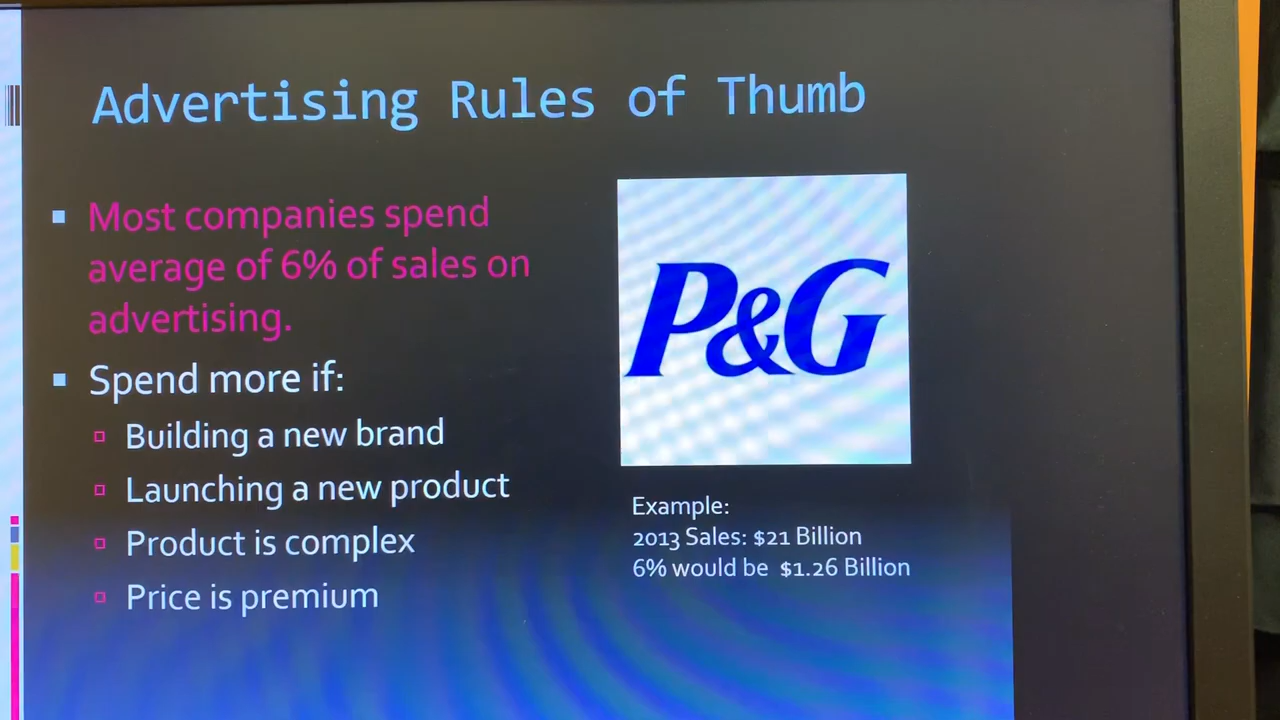 Advertising Rules of Thumb
Most companies spend
average of 6% of sales on
advertising.
Spend more if:
Building a new brand
Launching a new product
Product is complex
Price is premium
P&G
Example:
2013 Sales: $21 Billion
6% would be $1.26 Billion